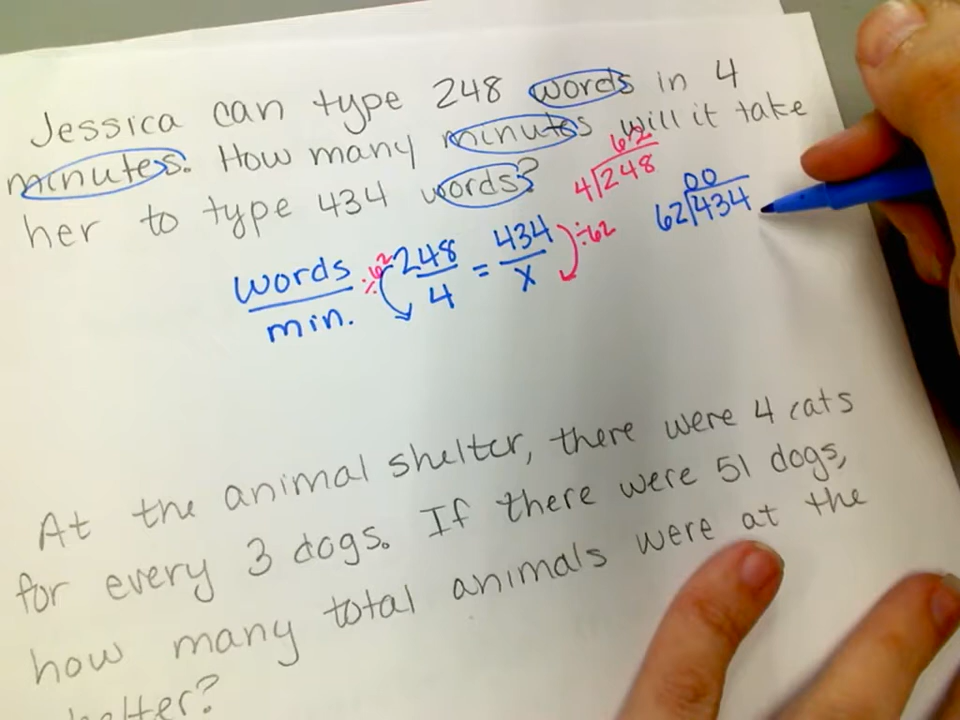 Jessica can type 248 words in 4
minutes. How many minutes will it take
her to type 434 words?
62
4)248
00
62)434
words/min. ÷62 248/4 = 434/x ÷62
At the animal shelter, there were 4 cats
for every 3 dogs. If there were 51 dogs,
how many total animals were at the
shelter?